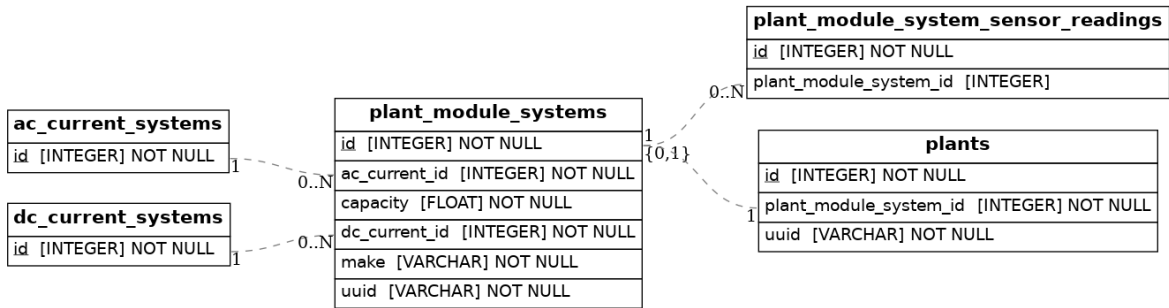 plant_module_system_sensor_readings
id [INTEGER] NOT NULL
plant_module_system_id [INTEGER]
0..N
plant_module_systems
id [INTEGER] NOT NULL
ac_current_id [INTEGER] NOT NULL
capacity [FLOAT] NOT NULL
dc_current_id [INTEGER] NOT NULL
make [VARCHAR] NOT NULL
uuid [VARCHAR] NOT NULL
1
{0,1}
ac_current_systems
id [INTEGER] NOT NULL
1
0..N
plants
id [INTEGER] NOT NULL
plant_module_system_id [INTEGER] NOT NULL
uuid [VARCHAR] NOT NULL
1
dc_current_systems
id [INTEGER] NOT NULL
1
0..N